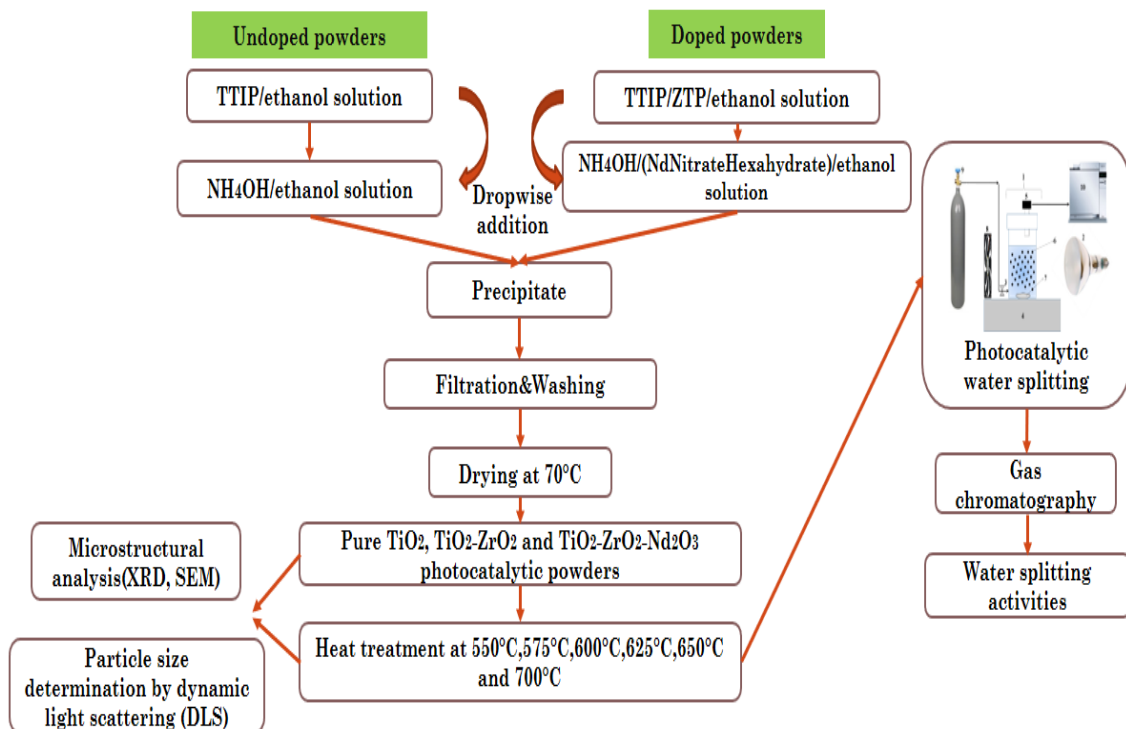 Undoped powders
Doped powders
TTIP/ethanol solution
TTIP/ZTP/ethanol solution
NH4OH/ethanol solution
NH4OH/(NdNitrateHexahydrate)/ethanol
solution
Dropwise
addition
Precipitate
Filtration&Washing
Drying at 70°C
Pure TiO2, TiO2-ZrO2 and TiO2-ZrO2-Nd2O3
photocatalytic powders
Heat treatment at 550°C,575°C,600°C,625°C,650°C
and 700°C
Microstructural
analysis(XRD, SEM)
Particle size
determination by dynamic
light scattering (DLS)
Photocatalytic
water splitting
Gas
chromatography
Water splitting
activities